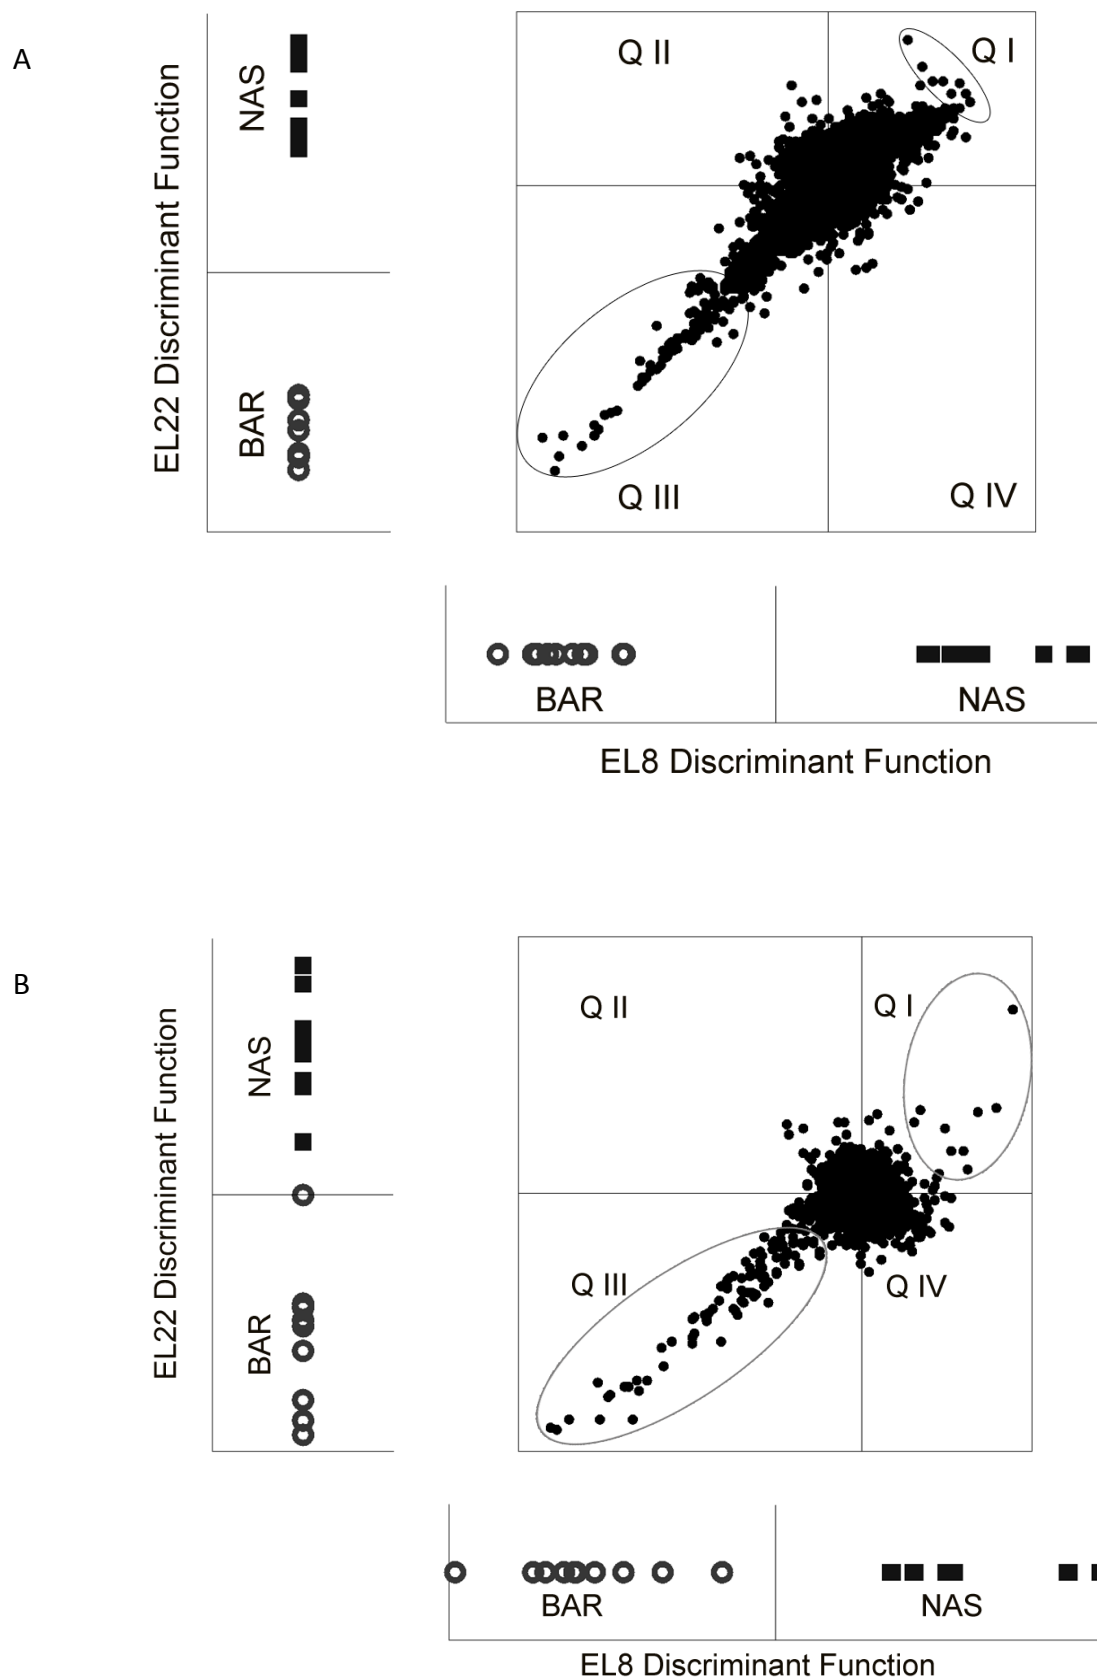 A
EL22 Discriminant Function
NAS
BAR
Q II
Q I
Q III
Q IV
BAR
NAS
EL8 Discriminant Function
B
EL22 Discriminant Function
NAS
BAR
Q II
Q I
Q III
Q IV
BAR
NAS
EL8 Discriminant Function